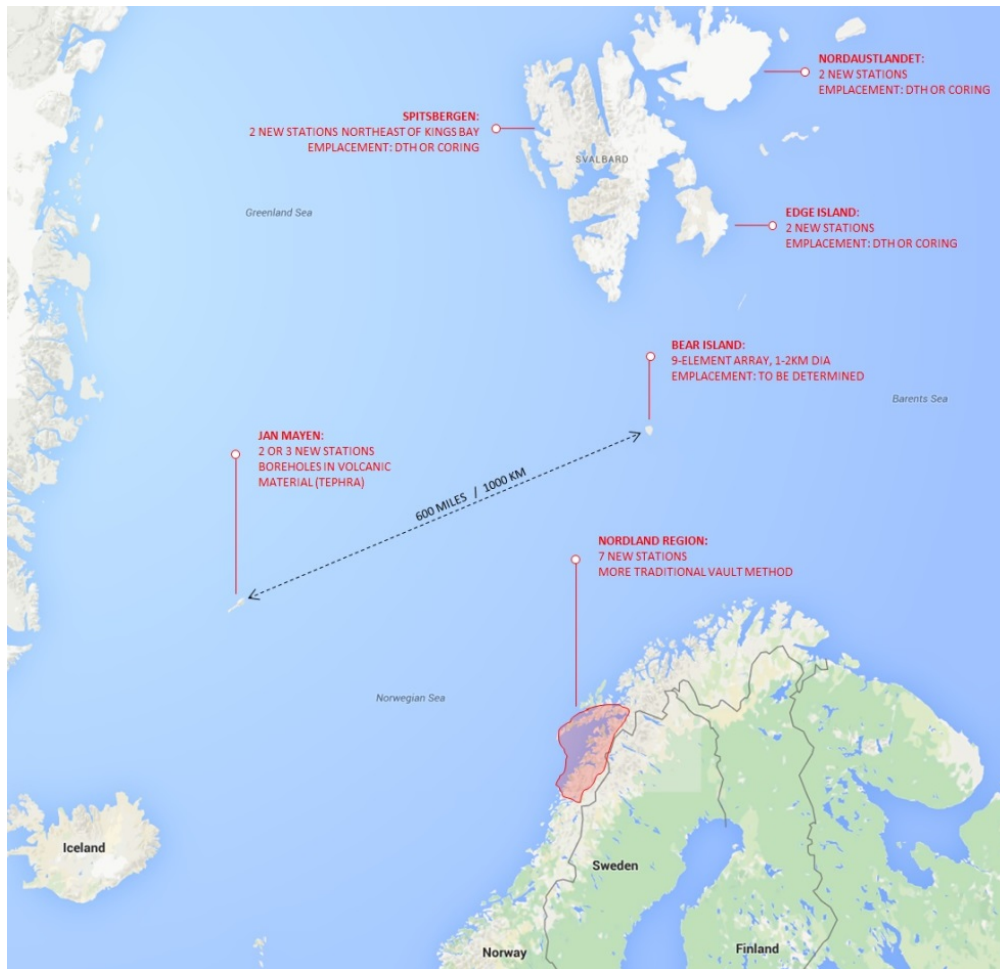 NORDAUSTLANDET:
2 NEW STATIONS
EMPLACEMENT: DTH OR CORING
SPITSBERGEN:
2 NEW STATIONS NORTHEAST OF KINGS BAY
EMPLACEMENT: DTH OR CORING
SVALBARD
Greenland Sea
EDGE ISLAND:
2 NEW STATIONS
EMPLACEMENT: DTH OR CORING
BEAR ISLAND:
9-ELEMENT ARRAY, 1-2KM DIA
EMPLACEMENT: TO BE DETERMINED
Barents Sea
JAN MAYEN:
2 OR 3 NEW STATIONS
BOREHOLES IN VOLCANIC
MATERIAL (TEPHRA)
600 MILES / 1000 KM
NORDLAND REGION:
7 NEW STATIONS
MORE TRADITIONAL VAULT METHOD
Norwegian Sea
Iceland
Sweden
Norway
Finland